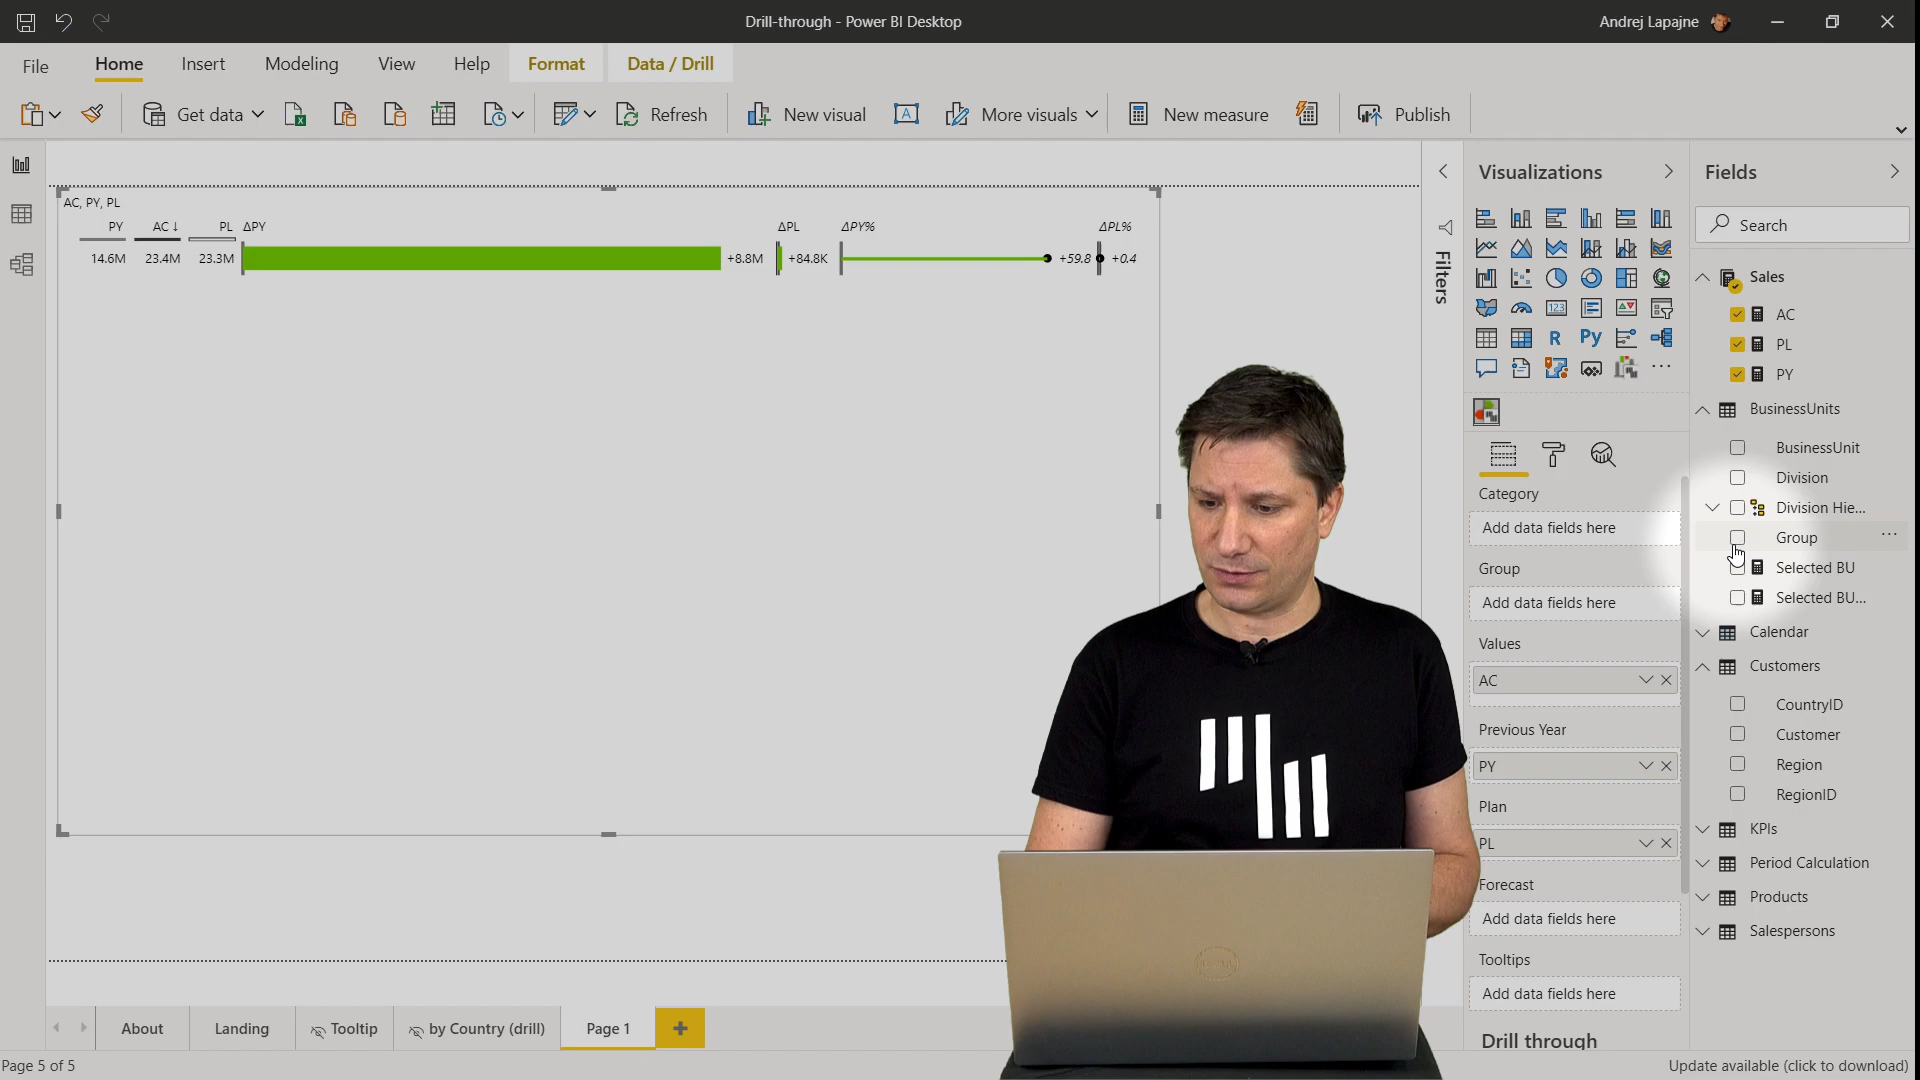 Drill-through - Power BI Desktop
Andrej Lapajne
File
Home
Insert
Modeling
View
Help
Format
Data / Drill
Get data
Refresh
New visual
A
More visuals
New measure
Publish
AC, PY, PL
PY
AC ↓
PL
ΔPY
ΔPL
ΔPY%
ΔPL%
14.6M
23.4M
23.3M
+8.8M
+84.8K
+59.8
+0.4
Filters
Visualizations
123
R
Py
Category
Add data fields here
Group
Add data fields here
Values
AC
Previous Year
PY
Plan
PL
Forecast
Add data fields here
Tooltips
Add data fields here
Drill through
Fields
Search
Sales
AC
PL
PY
BusinessUnits
BusinessUnit
Division
Division Hie...
Group
Selected BU
Selected BU...
Calendar
Customers
CountryID
Customer
Region
RegionID
KPIs
Period Calculation
Products
Salespersons
About
Landing
Tooltip
by Country (drill)
Page 1
+
Page 5 of 5
Update available (click to download)